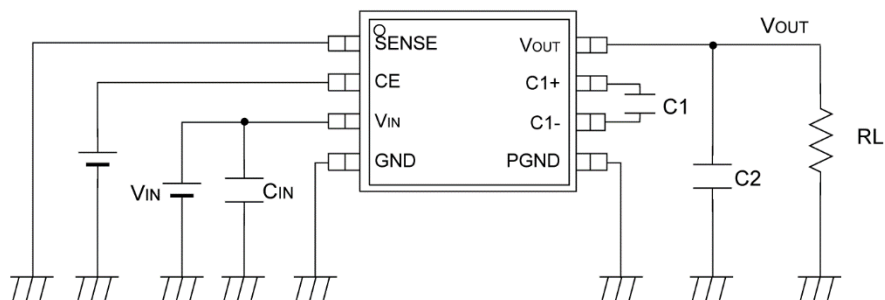 SENSE
CE
VIN
GND
VOUT
C1+
C1-
PGND
VIN
CIN
C1
C2
VOUT
RL